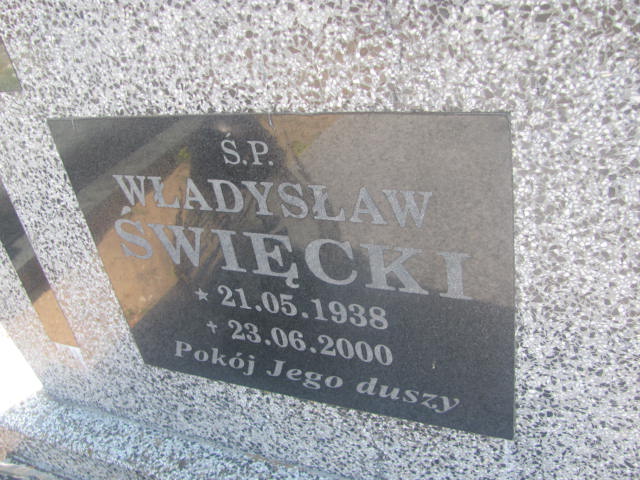 Ś.P.
WŁADYSŁAW
ŚWIĘCKI
* 21.05.1938
+ 23.06.2000
Pokój Jego duszy